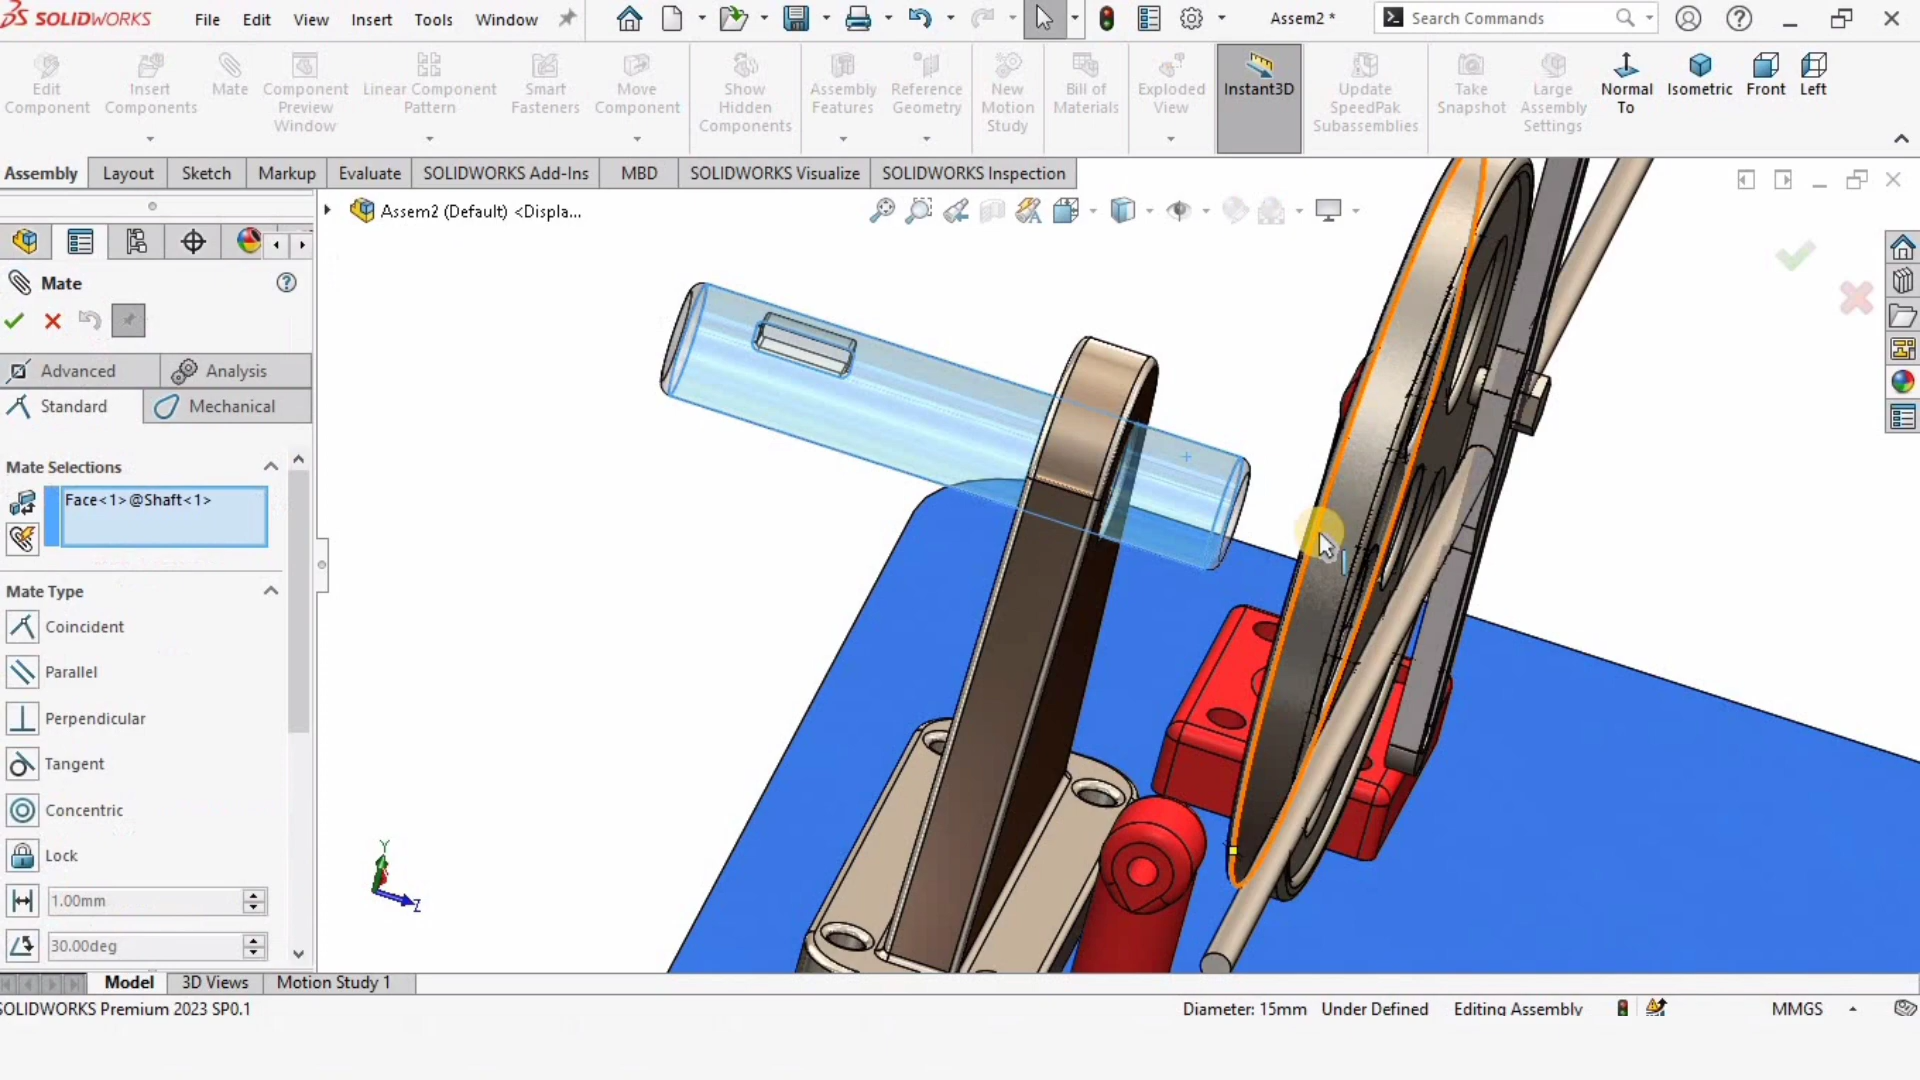 SOLIDWORKS
File Edit View Insert Tools Window
Assem2 *
Search Commands
Edit Component
Insert Components
Mate
Component Preview Window
Linear Component Pattern
Smart Fasteners
Move Component
Show Hidden Components
Assembly Features
Reference Geometry
New Motion Study
Bill of Materials
Exploded View
Instant3D
Update SpeedPak Subassemblies
Take Snapshot
Large Assembly Settings
Normal To
Isometric
Front
Left
Assembly Layout Sketch Markup Evaluate SOLIDWORKS Add-Ins MBD SOLIDWORKS Visualize SOLIDWORKS Inspection
Assem2 (Default) <Displa...
Mate
Advanced Analysis
Standard Mechanical
Mate Selections
Face<1>@Shaft<1>
Mate Type
Coincident
Parallel
Perpendicular
Tangent
Concentric
Lock
1.00mm
30.00deg
Y
Z
Model 3D Views Motion Study 1
SOLIDWORKS Premium 2023 SP0.1
Diameter: 15mm Under Defined Editing Assembly MMGS